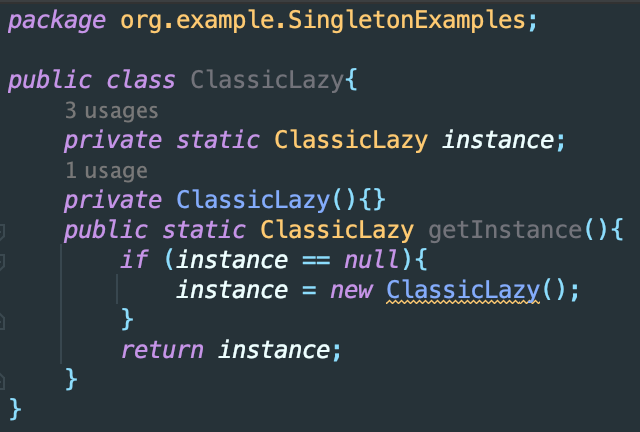 package org.example.SingletonExamples;
public class ClassicLazy{
3 usages
private static ClassicLazy instance;
1 usage
private ClassicLazy(){}
public static ClassicLazy getInstance(){
if (instance == null){
instance = new ClassicLazy();
}
return instance;
}
}